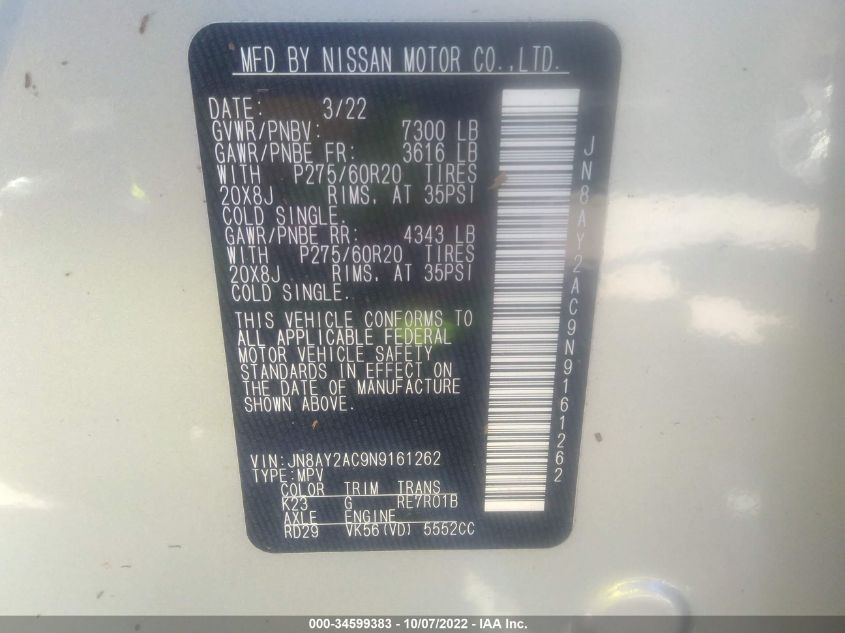 MFD BY NISSAN MOTOR CO.,LTD.
DATE: 3/22
GVWR/PNBV: 7300 LB
GAWR/PNBE FR: 3616 LB
WITH P275/60R20 TIRES
20X8J RIMS, AT 35PSI
COLD SINGLE.
GAWR/PNBE RR: 4343 LB
WITH P275/60R20 TIRES
20X8J RIMS, AT 35PSI
COLD SINGLE.
THIS VEHICLE CONFORMS TO
ALL APPLICABLE FEDERAL
MOTOR VEHICLE SAFETY
STANDARDS IN EFFECT ON
THE DATE OF MANUFACTURE
SHOWN ABOVE.
VIN:JN8AY2AC9N9161262
TYPE:MPV
COLOR TRIM TRANS
K23 G RE7R01B
AXLE ENGINE
RD29 VK56(VD) 5552CC
JN8AY2AC9N9161262
000-34599383 - 10/07/2022 - IAA Inc.